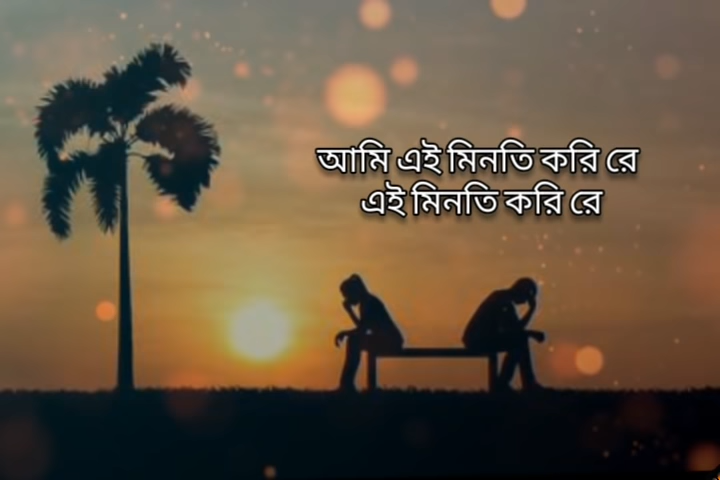 আমি এই মিনতি করি রে
এই মিনতি করি রে